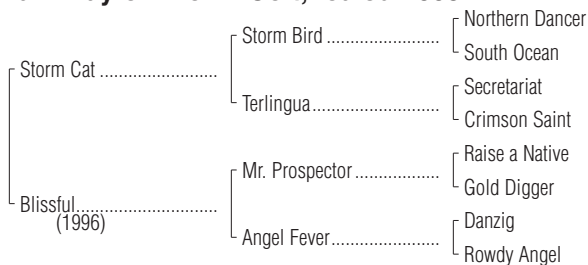 Northern Dancer
Storm Bird
South Ocean
Storm Cat
Secretariat
Terlingua
Crimson Saint
Raise a Native
Mr. Prospector
Gold Digger
Blissful
(1996)
Danzig
Angel Fever
Rowdy Angel